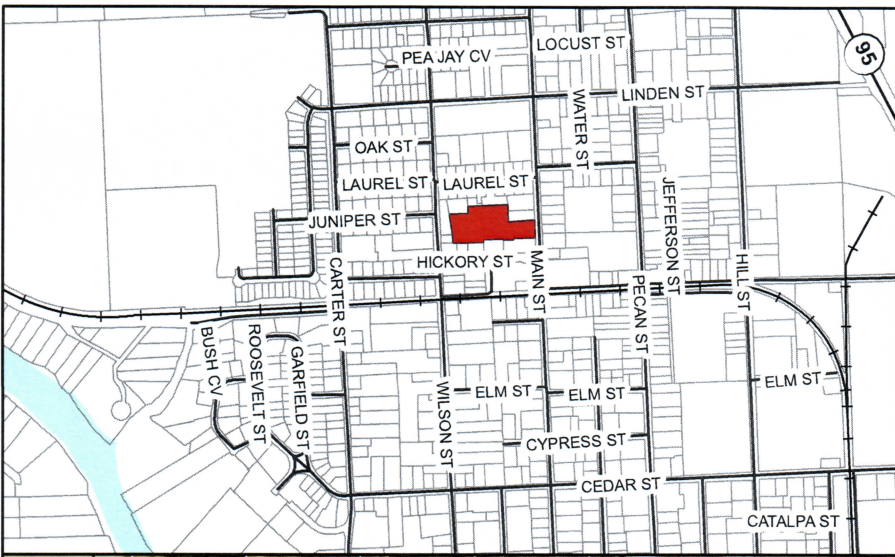 PEA JAY CV
LOCUST ST
95
LINDEN ST
WATER ST
OAK ST
LAUREL ST
LAUREL ST
JUNIPER ST
JEFFERSON ST
HICKORY ST
CARTER ST
MAIN ST
PECAN ST
HILL ST
BUSH CV
ROOSEVELT ST
GARFIELD ST
WILSON ST
ELM ST
ELM ST
ELM ST
CYPRESS ST
CEDAR ST
CATALPA ST